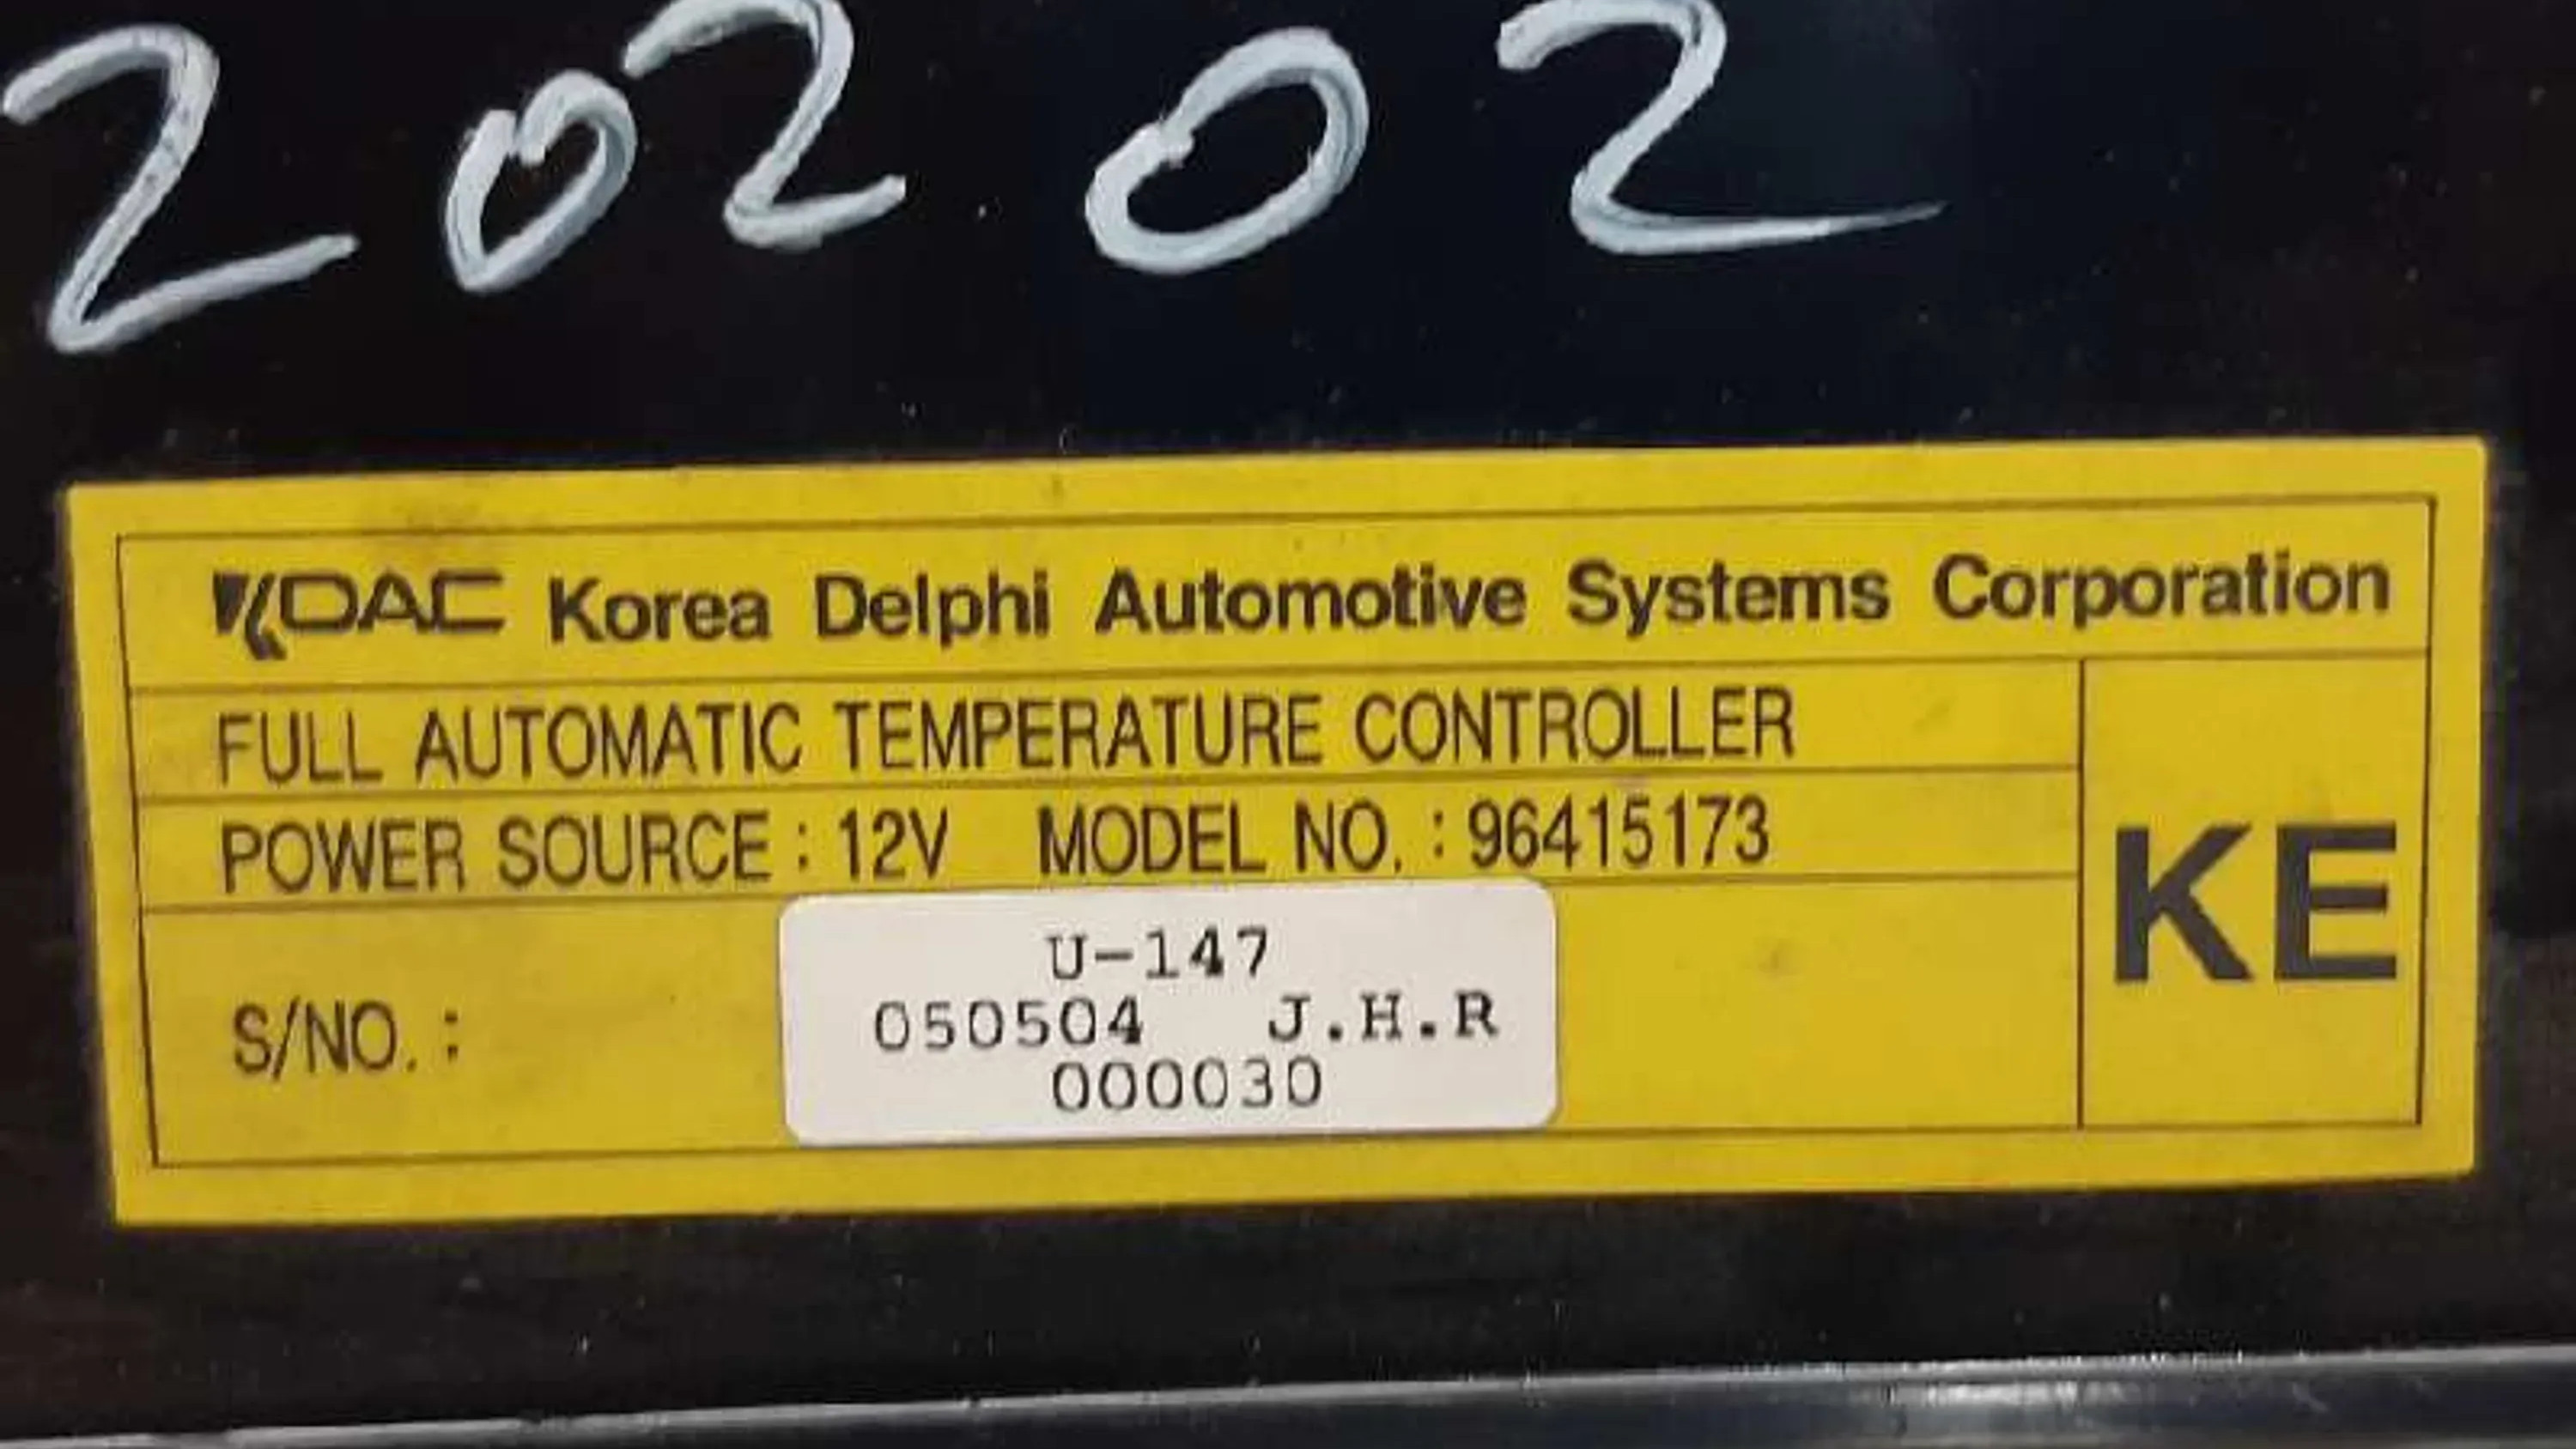 20202
KDAC Korea Delphi Automotive Systems Corporation
FULL AUTOMATIC TEMPERATURE CONTROLLER
POWER SOURCE : 12V MODEL NO. : 96415173
KE
S/NO. :
U-147
050504 J.H.R
000030